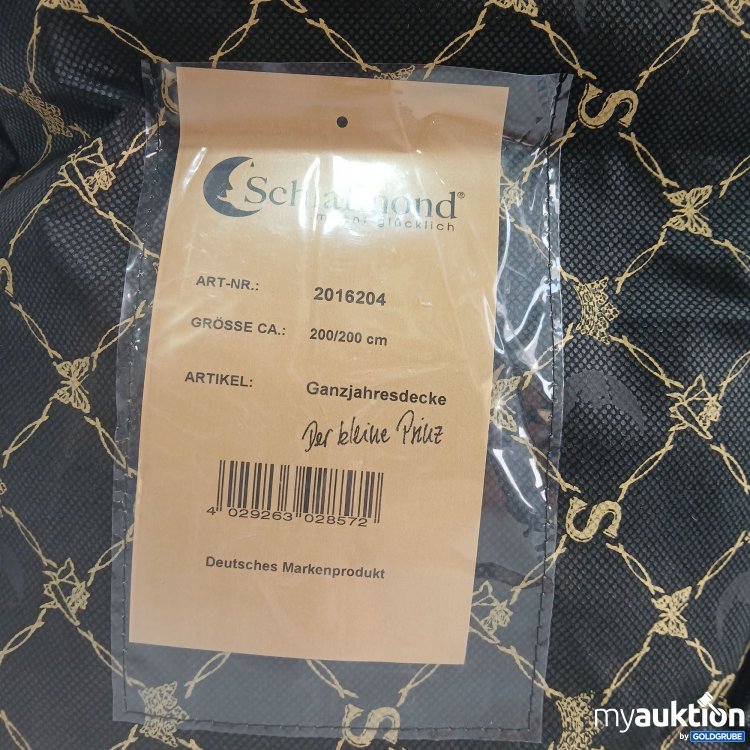 Schlafmond®
glücklich
ART-NR.: 2016204
GRÖSSE CA.: 200/200 cm
ARTIKEL: Ganzjahresdecke
Der kleine Prinz
4 029263 028572
Deutsches Markenprodukt
S
S
S
myauktion
by GOLDGRUBE